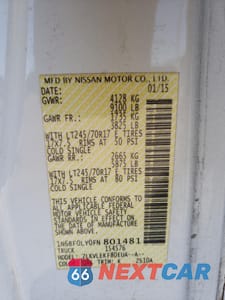 MFD BY NISSAN MOTOR CO., LTD.
DATE: 01/15
GVWR: 4128 KG
9100 LB
GAWR FR: 1735 KG
3825 LB
WITH LT245/70R17 E TIRES
17X7.5 RIMS AT 50 PSI
COLD SINGLE
GAWR RR: 2665 KG
5875 LB
WITH LT245/70R17 E TIRES
17X7.5 RIMS AT 80 PSI
COLD SINGLE
THIS VEHICLE CONFORMS TO
ALL APPLICABLE FEDERAL
MOTOR VEHICLE SAFETY
STANDARDS IN EFFECT ON
THE DATE OF MANUFACTURE
SHOWN ABOVE.
1N6BF0LY0FN801481
TRUCK 154576
MODEL:
COLOR: TRIM: K 2510A
66 NEXTCAR